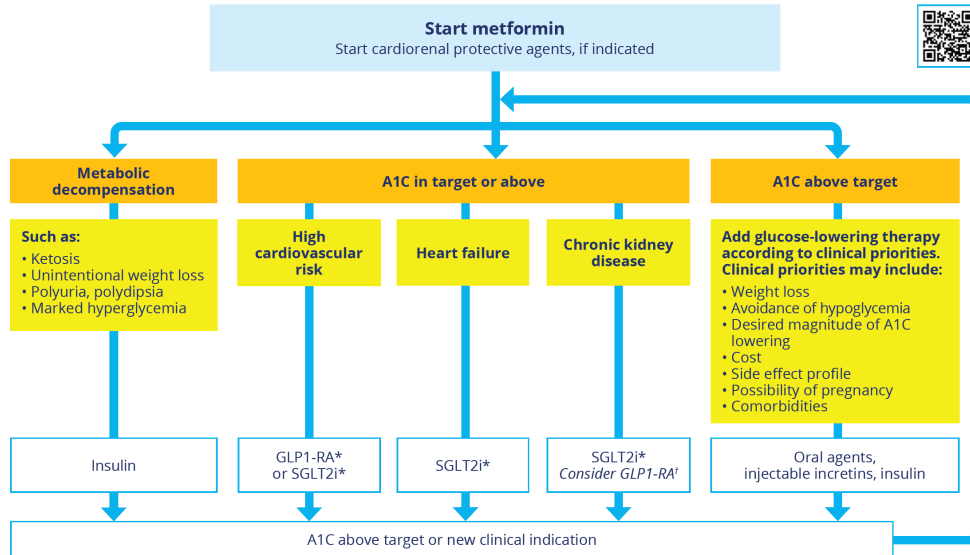 Start metformin
Start cardiorenal protective agents, if indicated
Metabolic
decompensation
A1C in target or above
A1C above target
Such as:
• Ketosis
• Unintentional weight loss
• Polyuria, polydipsia
• Marked hyperglycemia
High
cardiovascular
risk
Heart failure
Chronic kidney
disease
Add glucose-lowering therapy
according to clinical priorities.
Clinical priorities may include:
• Weight loss
• Avoidance of hypoglycemia
• Desired magnitude of A1C
lowering
• Cost
• Side effect profile
• Possibility of pregnancy
• Comorbidities
Insulin
GLP1-RA*
or SGLT2i*
SGLT2i*
SGLT2i*
Consider GLP1-RA†
Oral agents,
injectable incretins, insulin
A1C above target or new clinical indication